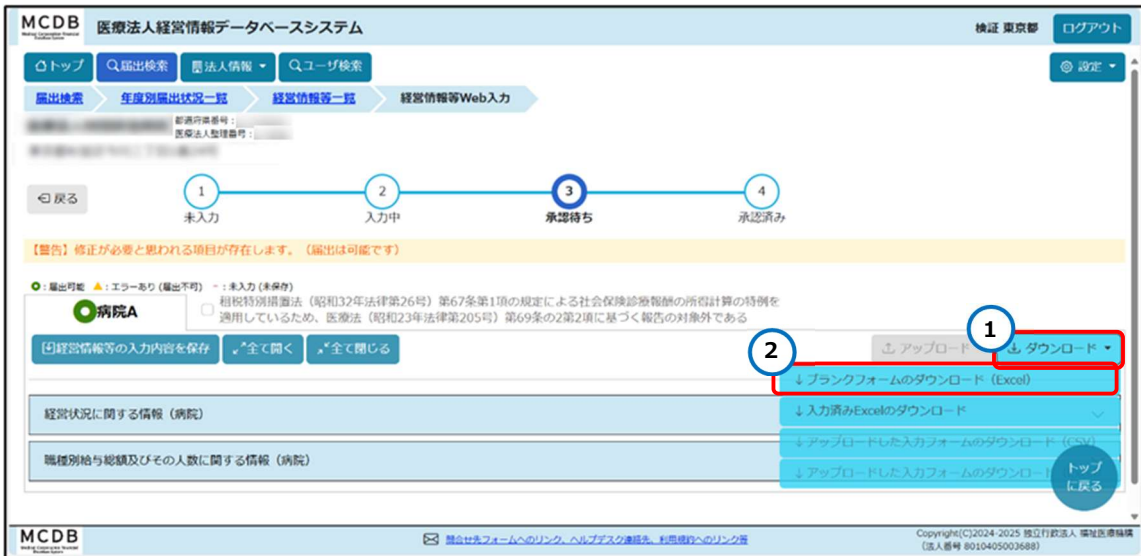 MCDB 医療法人経営情報データベースシステム 検証 東京都 ログアウト
トップ 届出検索 法人情報 ユーザ検索 設定
届出検索 年度別届出状況一覧 経営情報等一覧 経営情報等Web入力
都道府県番号：
医療法人整理番号：
戻る
1 2 3 4
未入力 入力中 承認待ち 承認済み
【警告】修正が必要と思われる項目が存在します。（届出は可能です）
：届出可能 ：エラーあり (届出不可) －：未入力 (未保存)
病院A
租税特別措置法（昭和32年法律第26号）第67条第1項の規定による社会保険診療報酬の所得計算の特例を
適用しているため、医療法（昭和23年法律第205号）第69条の2第2項に基づく報告の対象外である
1
経営情報等の入力内容を保存 全て開く 全て閉じる アップロード ダウンロード
2
↓ブランクフォームのダウンロード（Excel）
経営状況に関する情報（病院） ↓入力済みExcelのダウンロード
↓アップロードした入力フォームのダウンロード（CSV）
職種別給与総額及びその人数に関する情報（病院） ↓アップロードした入力フォームのダウンロード
トップ
に戻る
MCDB 問合せ先フォームへのリンク、ヘルプデスク連絡先、利用規約へのリンク等 Copyright(C)2024-2025 独立行政法人 福祉医療機構
（法人番号 8010405003688）